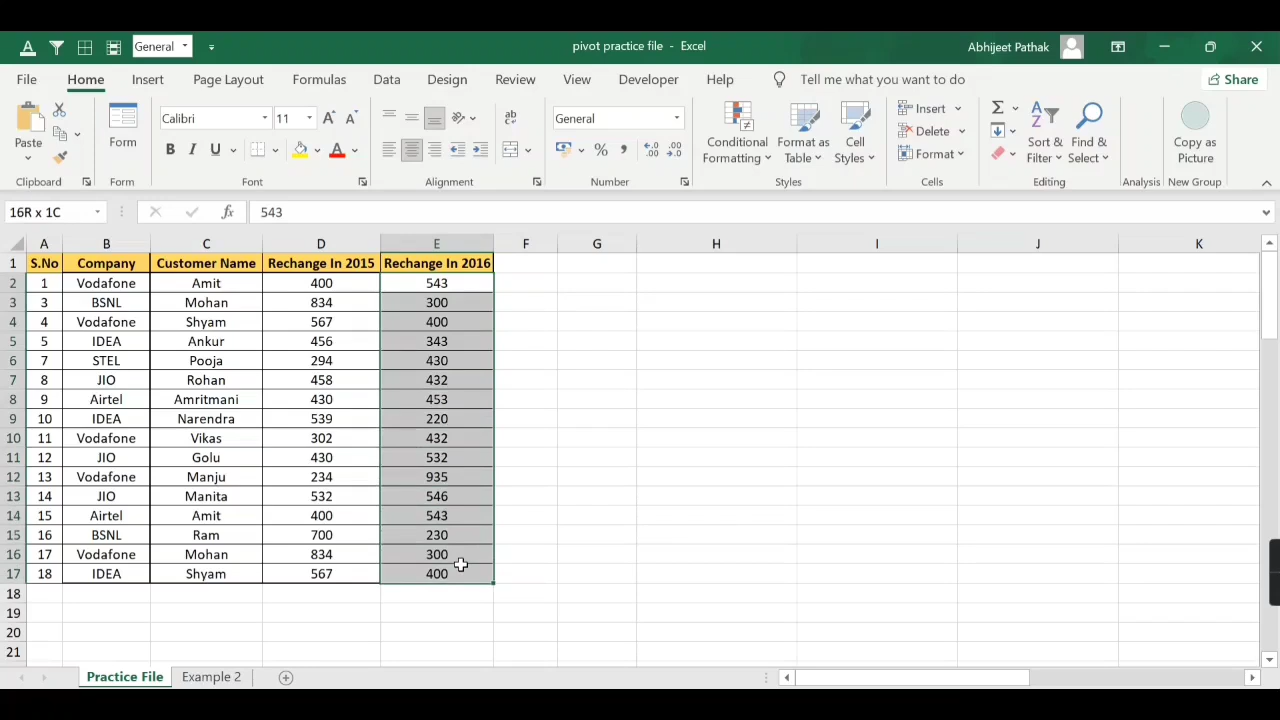 General
pivot practice file - Excel
Abhijeet Pathak
File Home Insert Page Layout Formulas Data Design Review View Developer Help Tell me what you want to do Share
Paste
Form
Calibri 11
General
Conditional Formatting
Format as Table
Cell Styles
Insert
Delete
Format
Sort & Filter
Find & Select
Copy as Picture
Clipboard Form Font Alignment Number Styles Cells Editing Analysis New Group
16R x 1C fx 543
A B C D E F G H I J K
1 S.No Company Customer Name Rechange In 2015 Rechange In 2016
2 1 Vodafone Amit 400 543
3 3 BSNL Mohan 834 300
4 4 Vodafone Shyam 567 400
5 5 IDEA Ankur 456 343
6 7 STEL Pooja 294 430
7 8 JIO Rohan 458 432
8 9 Airtel Amritmani 430 453
9 10 IDEA Narendra 539 220
10 11 Vodafone Vikas 302 432
11 12 JIO Golu 430 532
12 13 Vodafone Manju 234 935
13 14 JIO Manita 532 546
14 15 Airtel Amit 400 543
15 16 BSNL Ram 700 230
16 17 Vodafone Mohan 834 300
17 18 IDEA Shyam 567 400
18
19
20
21
Practice File Example 2